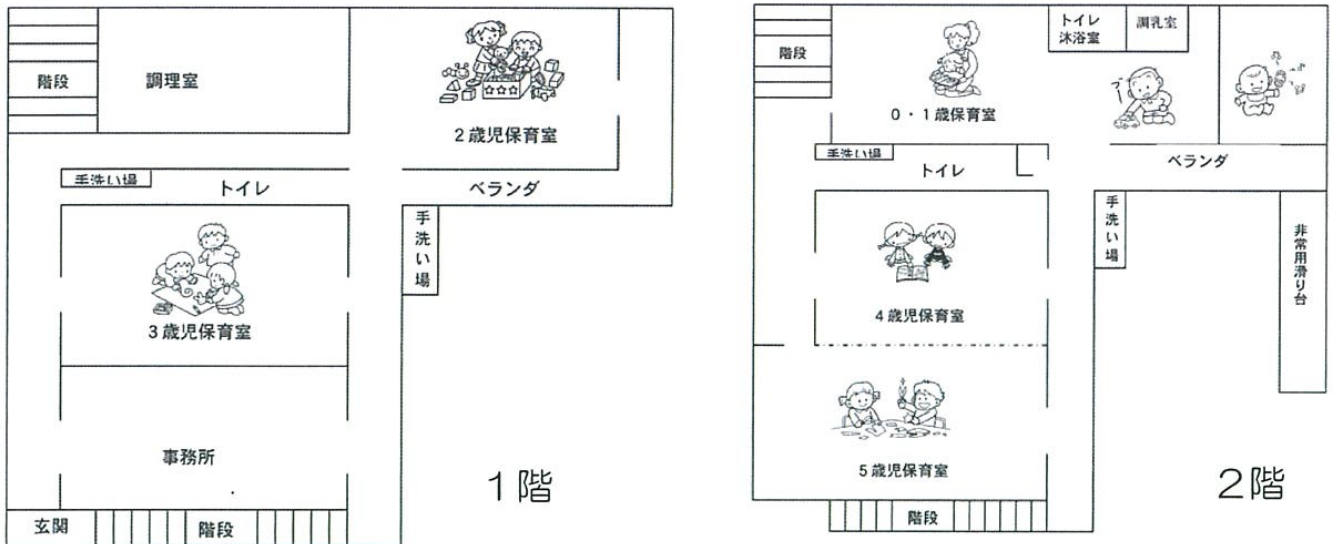 階段
調理室
2歳児保育室
手洗い場
トイレ
ベランダ
手洗い場
3歳児保育室
事務所
玄関
階段
1階
階段
トイレ
沐浴室
調乳室
0・1歳保育室
手洗い場
トイレ
ベランダ
手洗い場
非常用滑り台
4歳児保育室
5歳児保育室
階段
2階